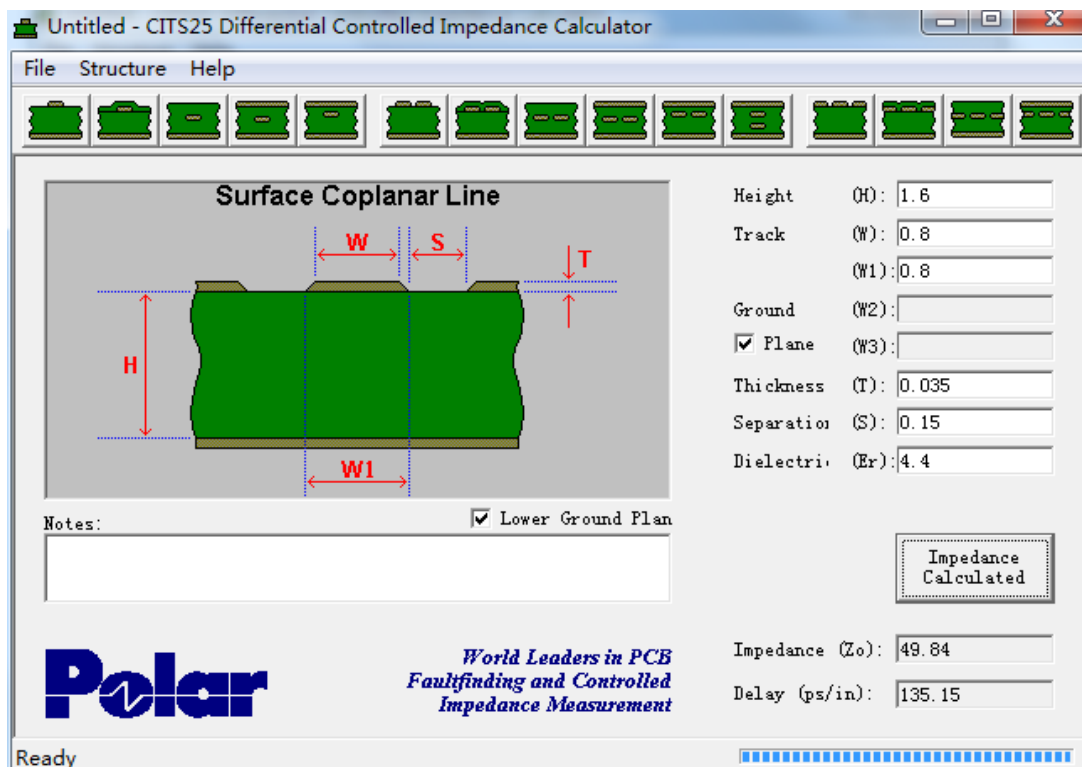 Untitled - CITS25 Differential Controlled Impedance Calculator
File Structure Help
Surface Coplanar Line
W
S
T
H
W1
Height (H): 1.6
Track (W): 0.8
(W1): 0.8
Ground (W2):
Plane (W3):
Thickness (T): 0.035
Separatio (S): 0.15
Dielectri (Er): 4.4
Notes:
Lower Ground Plan
Impedance
Calculated
Polar
World Leaders in PCB
Faultfinding and Controlled
Impedance Measurement
Impedance (Zo): 49.84
Delay (ps/in): 135.15
Ready